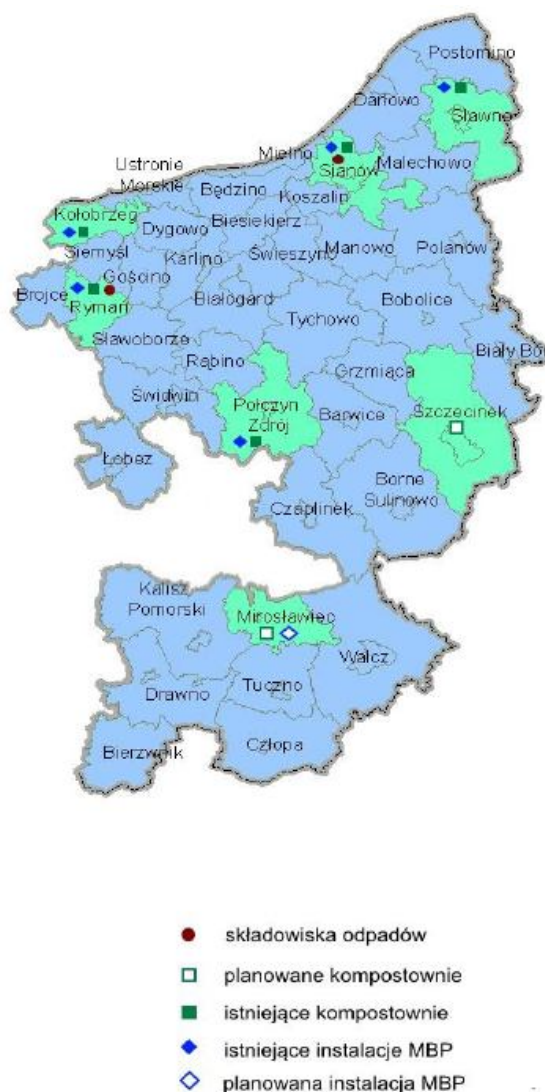 Postomino
Darłowo
Sławno
Mielno
Sianów
Malechowo
Ustronie
Morskie
Będzino
Koszalin
Kołobrzeg
Dygowo
Biesiekierz
Manowo
Polanów
Siemyśl
Karlino
Świeszyno
Gościno
Brojce
Białogard
Bobolice
Rymań
Tychowo
Sławoborze
Rąbino
Grzmiąca
Biały Bór
Świdwin
Połczyn
Zdrój
Barwice
Szczecinek
Łobez
Borne
Sulinowo
Czaplinek
Kalisz
Pomorski
Mirosławiec
Wałcz
Tuczno
Drawno
Bierzwnik
Człopa
składowiska odpadów
planowane kompostownie
istniejące kompostownie
istniejące instalacje MBP
planowana instalacja MBP